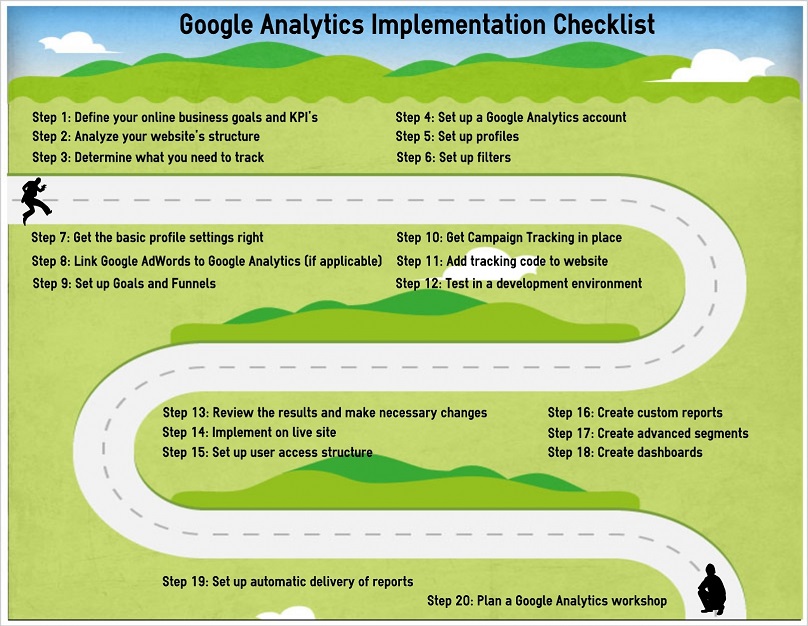 Google Analytics Implementation Checklist
Step 1: Define your online business goals and KPI's
Step 2: Analyze your website's structure
Step 3: Determine what you need to track
Step 4: Set up a Google Analytics account
Step 5: Set up profiles
Step 6: Set up filters
Step 7: Get the basic profile settings right
Step 8: Link Google AdWords to Google Analytics (if applicable)
Step 9: Set up Goals and Funnels
Step 10: Get Campaign Tracking in place
Step 11: Add tracking code to website
Step 12: Test in a development environment
Step 13: Review the results and make necessary changes
Step 14: Implement on live site
Step 15: Set up user access structure
Step 16: Create custom reports
Step 17: Create advanced segments
Step 18: Create dashboards
Step 19: Set up automatic delivery of reports
Step 20: Plan a Google Analytics workshop